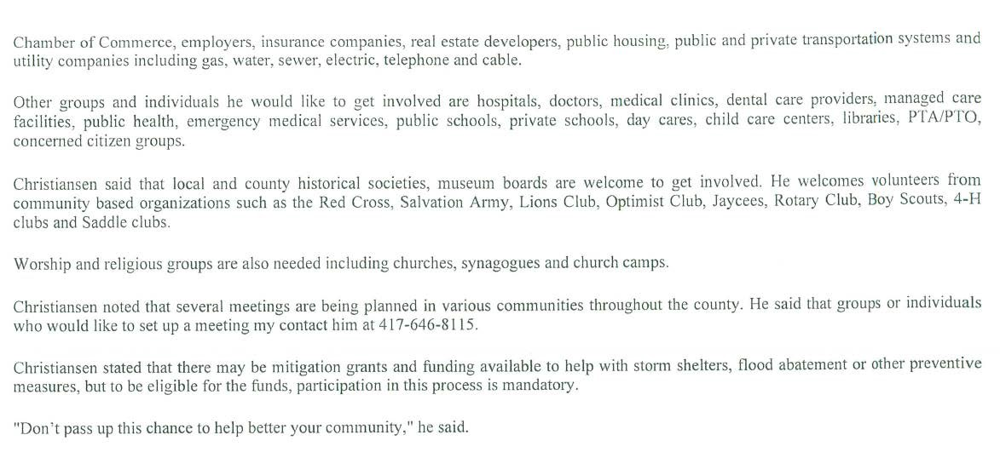 Chamber of Commerce, employers, insurance companies, real estate developers, public housing, public and private transportation systems and
utility companies including gas, water, sewer, electric, telephone and cable.
Other groups and individuals he would like to get involved are hospitals, doctors, medical clinics, dental care providers, managed care
facilities, public health, emergency medical services, public schools, private schools, day cares, child care centers, libraries, PTA/PTO,
concerned citizen groups.
Christiansen said that local and county historical societies, museum boards are welcome to get involved. He welcomes volunteers from
community based organizations such as the Red Cross, Salvation Army, Lions Club, Optimist Club, Jaycees, Rotary Club, Boy Scouts, 4-H
clubs and Saddle clubs.
Worship and religious groups are also needed including churches, synagogues and church camps.
Christiansen noted that several meetings are being planned in various communities throughout the county. He said that groups or individuals
who would like to set up a meeting my contact him at 417-646-8115.
Christiansen stated that there may be mitigation grants and funding available to help with storm shelters, flood abatement or other preventive
measures, but to be eligible for the funds, participation in this process is mandatory.
"Don't pass up this chance to help better your community," he said.